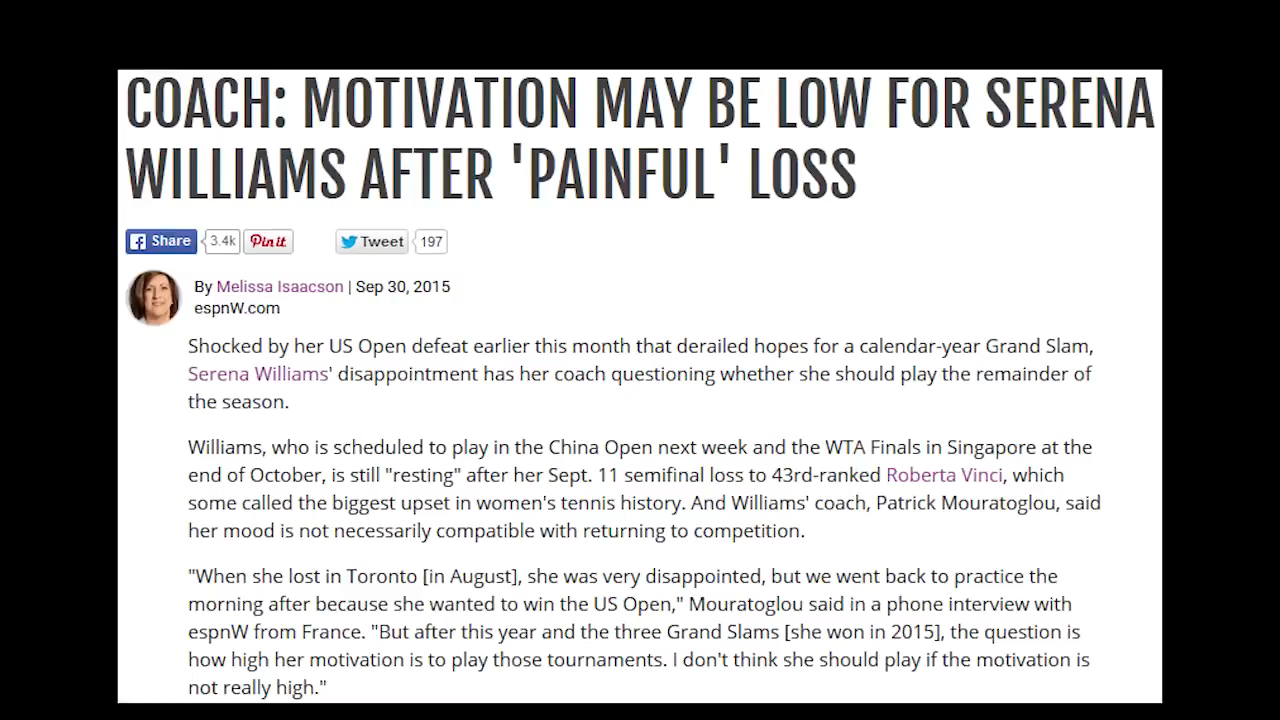 COACH: MOTIVATION MAY BE LOW FOR SERENA
WILLIAMS AFTER 'PAINFUL' LOSS
Share 3.4k Pin it Tweet 197
By Melissa Isaacson | Sep 30, 2015
espnW.com
Shocked by her US Open defeat earlier this month that derailed hopes for a calendar-year Grand Slam,
Serena Williams' disappointment has her coach questioning whether she should play the remainder of
the season.
Williams, who is scheduled to play in the China Open next week and the WTA Finals in Singapore at the
end of October, is still "resting" after her Sept. 11 semifinal loss to 43rd-ranked Roberta Vinci, which
some called the biggest upset in women's tennis history. And Williams' coach, Patrick Mouratoglou, said
her mood is not necessarily compatible with returning to competition.
"When she lost in Toronto [in August], she was very disappointed, but we went back to practice the
morning after because she wanted to win the US Open," Mouratoglou said in a phone interview with
espnW from France. "But after this year and the three Grand Slams [she won in 2015], the question is
how high her motivation is to play those tournaments. I don't think she should play if the motivation is
not really high."